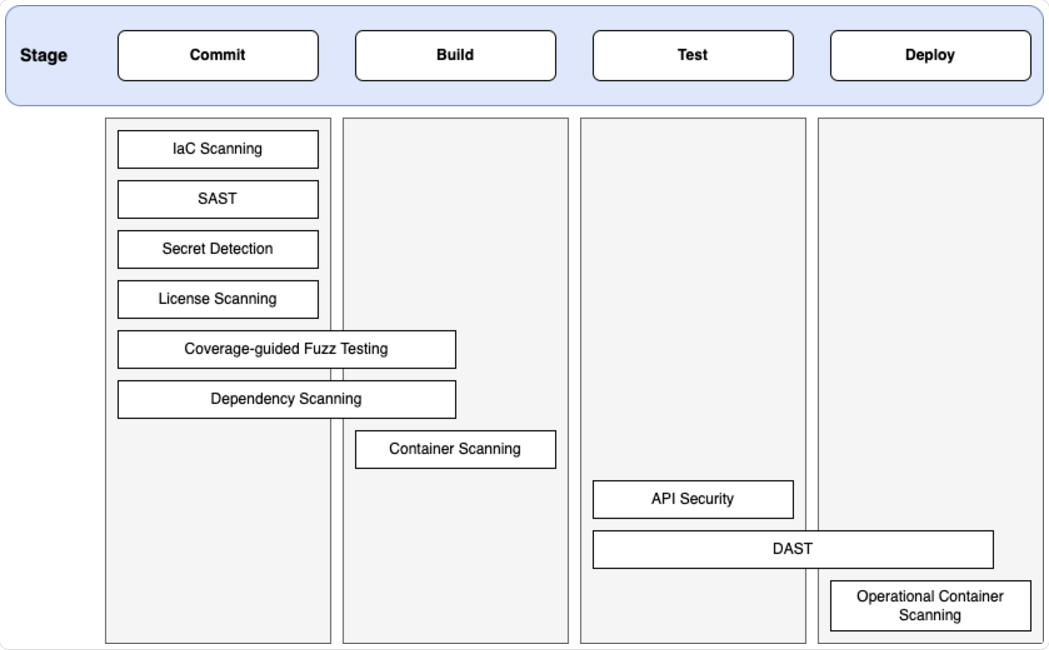 Stage
Commit
Build
Test
Deploy
IaC Scanning
SAST
Secret Detection
License Scanning
Coverage-guided Fuzz Testing
Dependency Scanning
Container Scanning
API Security
DAST
Operational Container
Scanning